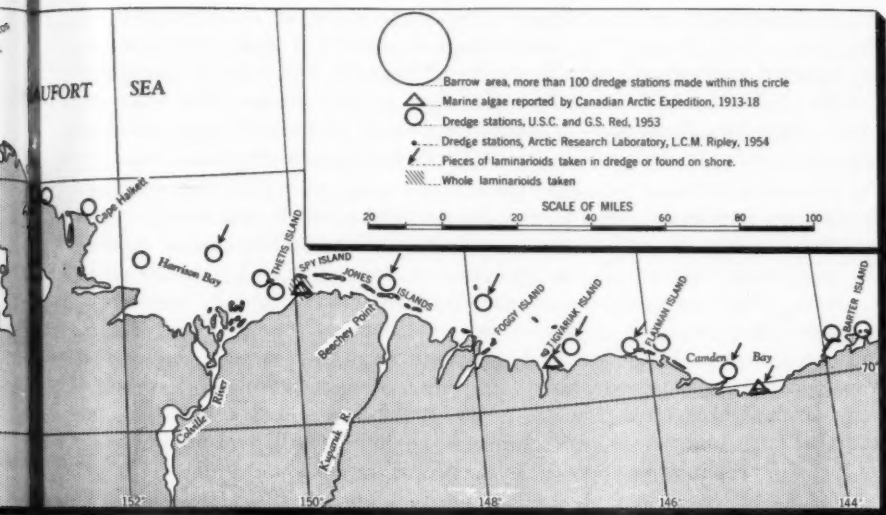 AUFORT SEA
Barrow area, more than 100 dredge stations made within this circle
Marine algae reported by Canadian Arctic Expedition, 1913-18
Dredge stations, U.S.C. and G.S. Red, 1953
Dredge stations, Arctic Research Laboratory, L.C.M. Ripley, 1954
Pieces of laminarioids taken in dredge or found on shore.
Whole laminarioids taken
SCALE OF MILES
20 0 20 40 60 80 100
Cape Halkett
Harrison Bay
THETIS ISLAND
SPY ISLAND
JONES ISLANDS
Beechey Point
FOGGY ISLAND
TIGVARIAK ISLAND
FLAXMAN ISLAND
Camden Bay
BARTER ISLAND
70°
Colville River
Kuparuk R.
152° 150° 148° 146° 144°